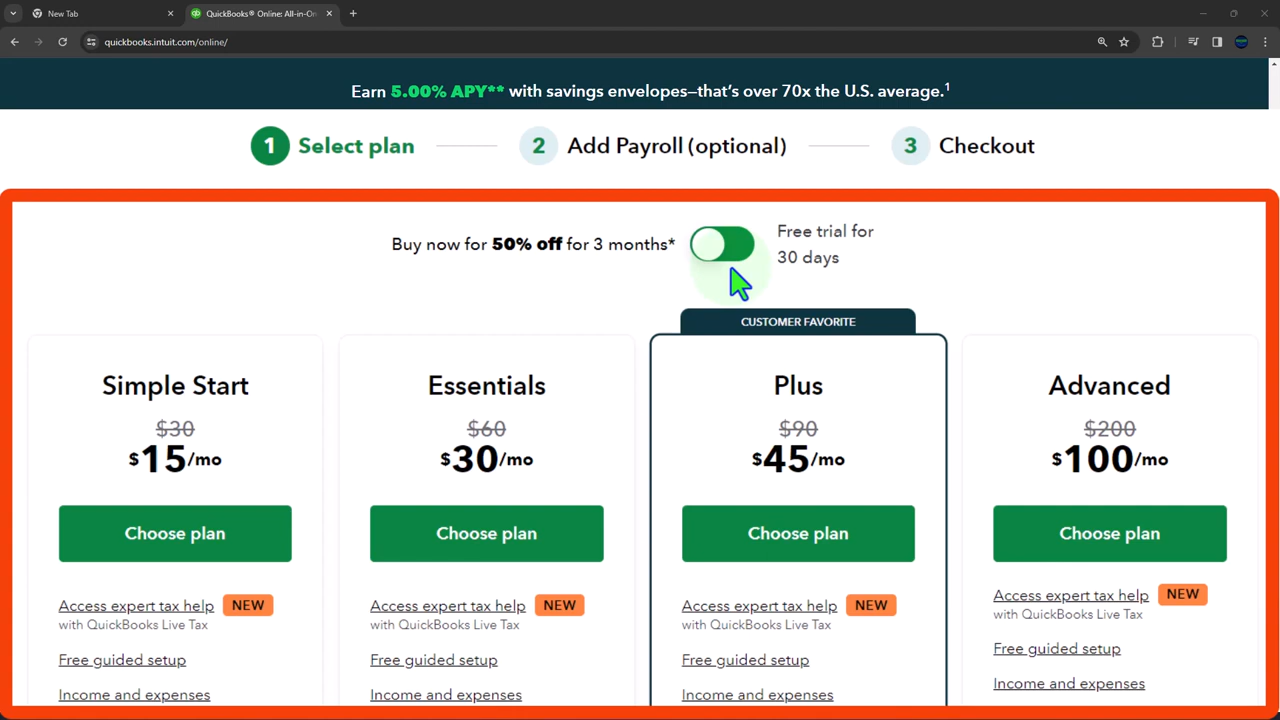 New Tab
QuickBooks® Online: All-in-On
quickbooks.intuit.com/online/
Earn 5.00% APY** with savings envelopes—that's over 70x the U.S. average.¹
1 Select plan 2 Add Payroll (optional) 3 Checkout
Buy now for 50% off for 3 months*
Free trial for
30 days
CUSTOMER FAVORITE
Simple Start
$30
$15/mo
Choose plan
Access expert tax help NEW
with QuickBooks Live Tax
Free guided setup
Income and expenses
Essentials
$60
$30/mo
Choose plan
Access expert tax help NEW
with QuickBooks Live Tax
Free guided setup
Income and expenses
Plus
$90
$45/mo
Choose plan
Access expert tax help NEW
with QuickBooks Live Tax
Free guided setup
Income and expenses
Advanced
$200
$100/mo
Choose plan
Access expert tax help NEW
with QuickBooks Live Tax
Free guided setup
Income and expenses